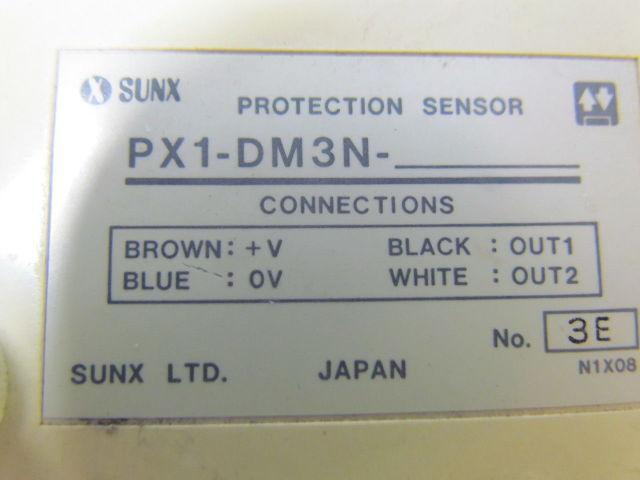 SUNX
PROTECTION SENSOR
PX1-DM3N-
CONNECTIONS
BROWN: +V BLACK : OUT1
BLUE : 0V WHITE : OUT2
No. 3E
SUNX LTD. JAPAN N1X08